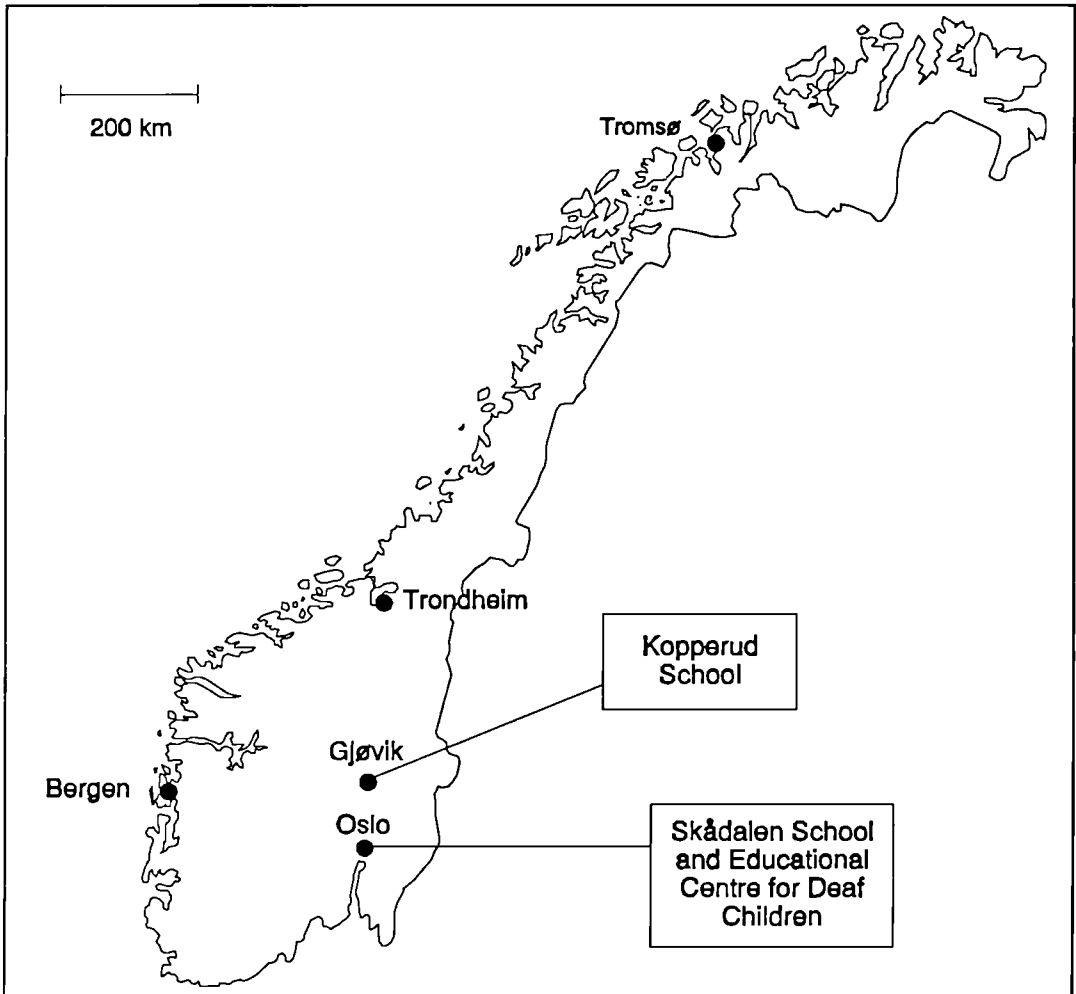 200 km
Tromsø
Trondheim
Kopperud
School
Gjøvik
Bergen
Oslo
Skådalen School
and Educational
Centre for Deaf
Children